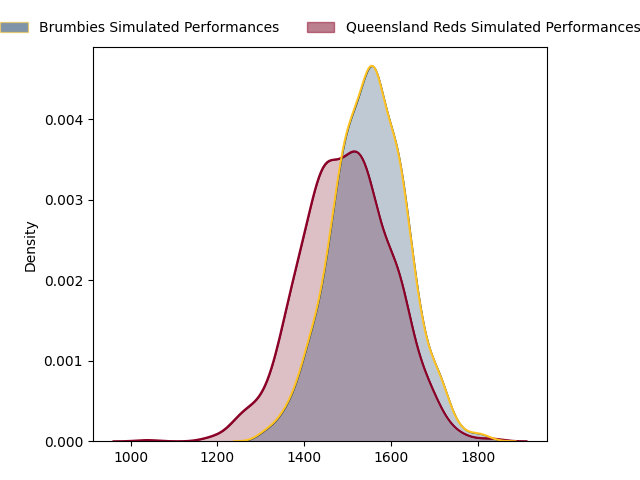 Brumbies Simulated Performances Queensland Reds Simulated Performances
0.004
0.003
0.002
0.001
0.000
Density
1000 1200 1400 1600 1800